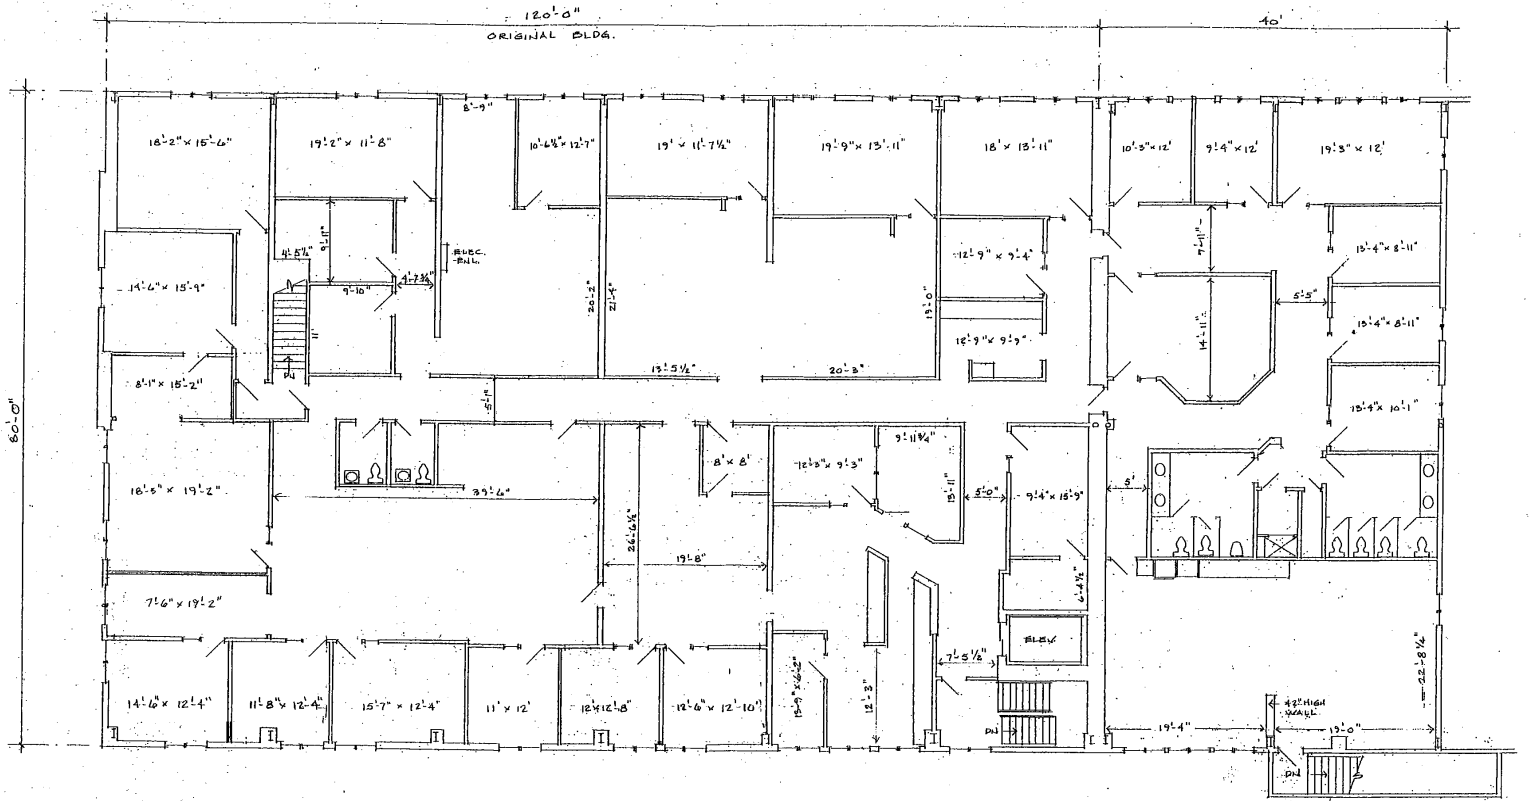 120'-0"
40'
ORIGINAL BLDG.
8'-9"
18'-2" x 15'-6"
19'-2" x 11'-8"
10'-6½" x 12'-7"
19' x 11'-7½"
19'-9" x 13'-11"
18' x 13'-11"
10'-3" x 12'
9'-4" x 12'
19'-3" x 12'
9'-11"
4'-5½"
ELEC.
PNL.
12'-9" x 9'-4"
13'-4" x 8'-11"
14'-6" x 15'-9"
9'-10"
4'-7¾"
20'-2"
21'-4"
19'-0"
5'-5"
11'
14'-11"
13'-4" x 8'-11"
12'-9" x 9'-9"
DN
13'-5½"
20'-3"
8'-1" x 15'-2"
5'-1"
13'-4" x 10'-1"
80'-0"
9'-11¾"
8' x 8'
12'-3" x 9'-3"
13'-11"
5'-0"
9'-4" x 15'-9"
5'
18'-5" x 19'-2"
39'-6"
26'-6½"
19'-8"
6'-4½"
7'-6" x 19'-2"
ELEV.
7'-5½"
22'-8¼"
14'-6" x 12'-4"
11'-8" x 12'-4"
15'-7" x 12'-4"
11' x 12'
12' x 12'-8"
12'-6" x 12'-10"
13'-9" x 6'-2"
12'-3"
42" HIGH
WALL
DN
19'-4"
19'-0"
DN